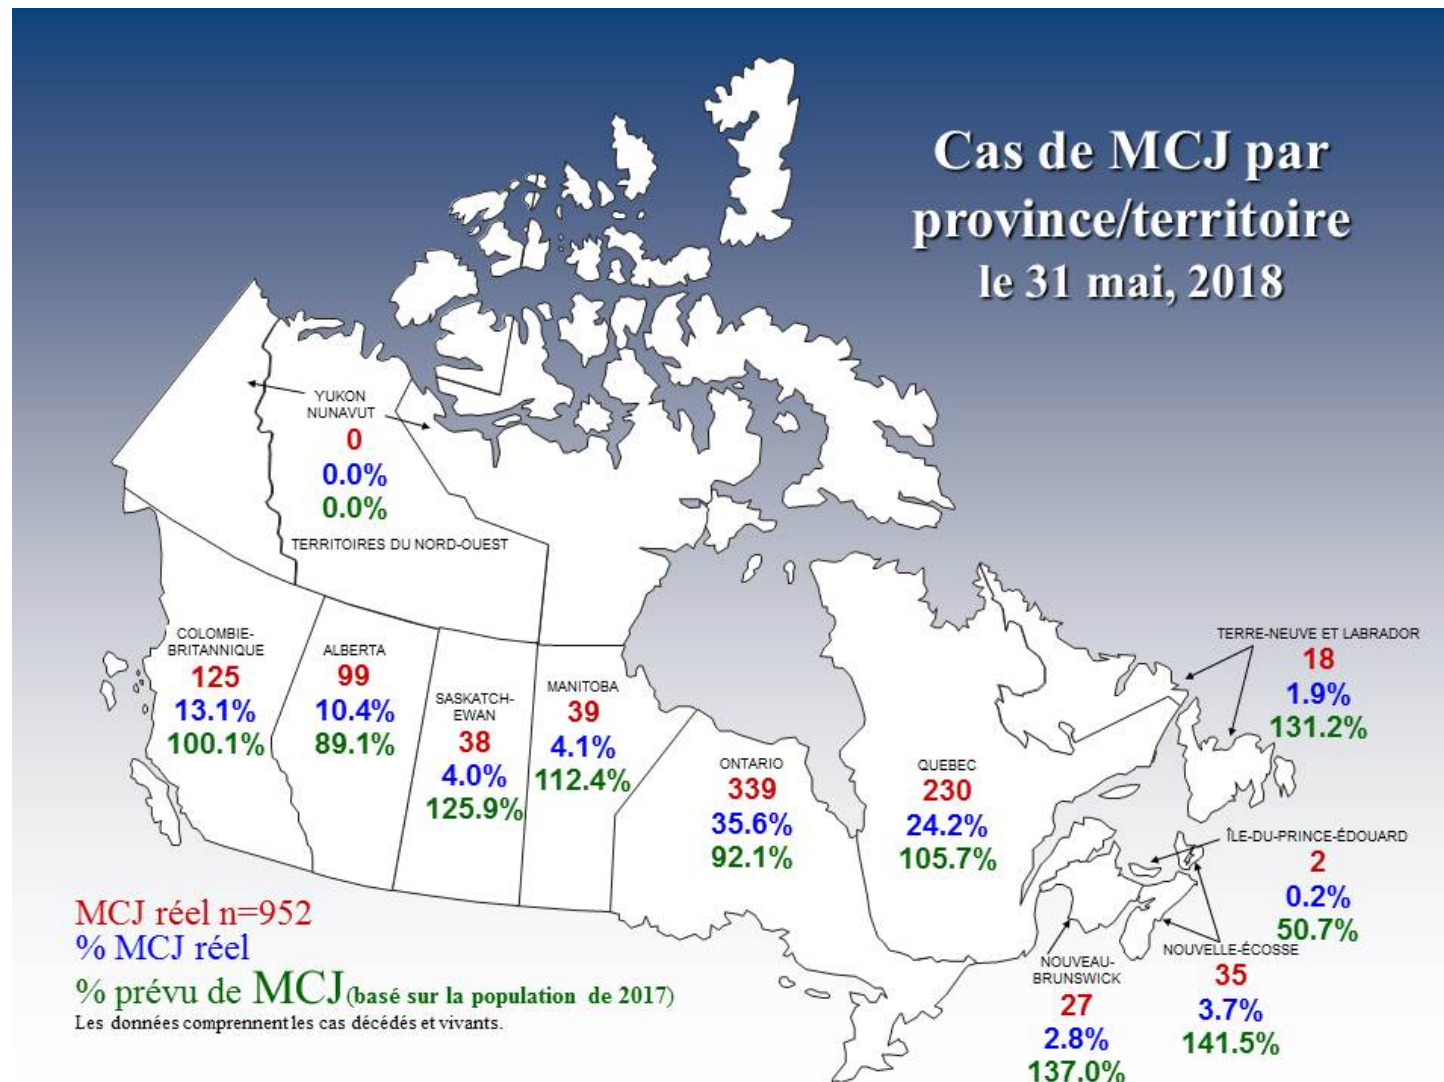 Cas de MCJ par
province/territoire
le 31 mai, 2018
YUKON
NUNAVUT
0
0.0%
0.0%
TERRITOIRES DU NORD-OUEST
COLOMBIE-
BRITANNIQUE
125
13.1%
100.1%
ALBERTA
99
10.4%
89.1%
SASKATCH-
EWAN
38
4.0%
125.9%
MANITOBA
39
4.1%
112.4%
ONTARIO
339
35.6%
92.1%
QUEBEC
230
24.2%
105.7%
TERRE-NEUVE ET LABRADOR
18
1.9%
131.2%
ÎLE-DU-PRINCE-ÉDOUARD
2
0.2%
50.7%
NOUVELLE-ÉCOSSE
35
3.7%
141.5%
NOUVEAU-
BRUNSWICK
27
2.8%
137.0%
MCJ réel n=952
% MCJ réel
% prévu de MCJ (basé sur la population de 2017)
Les données comprennent les cas décédés et vivants.